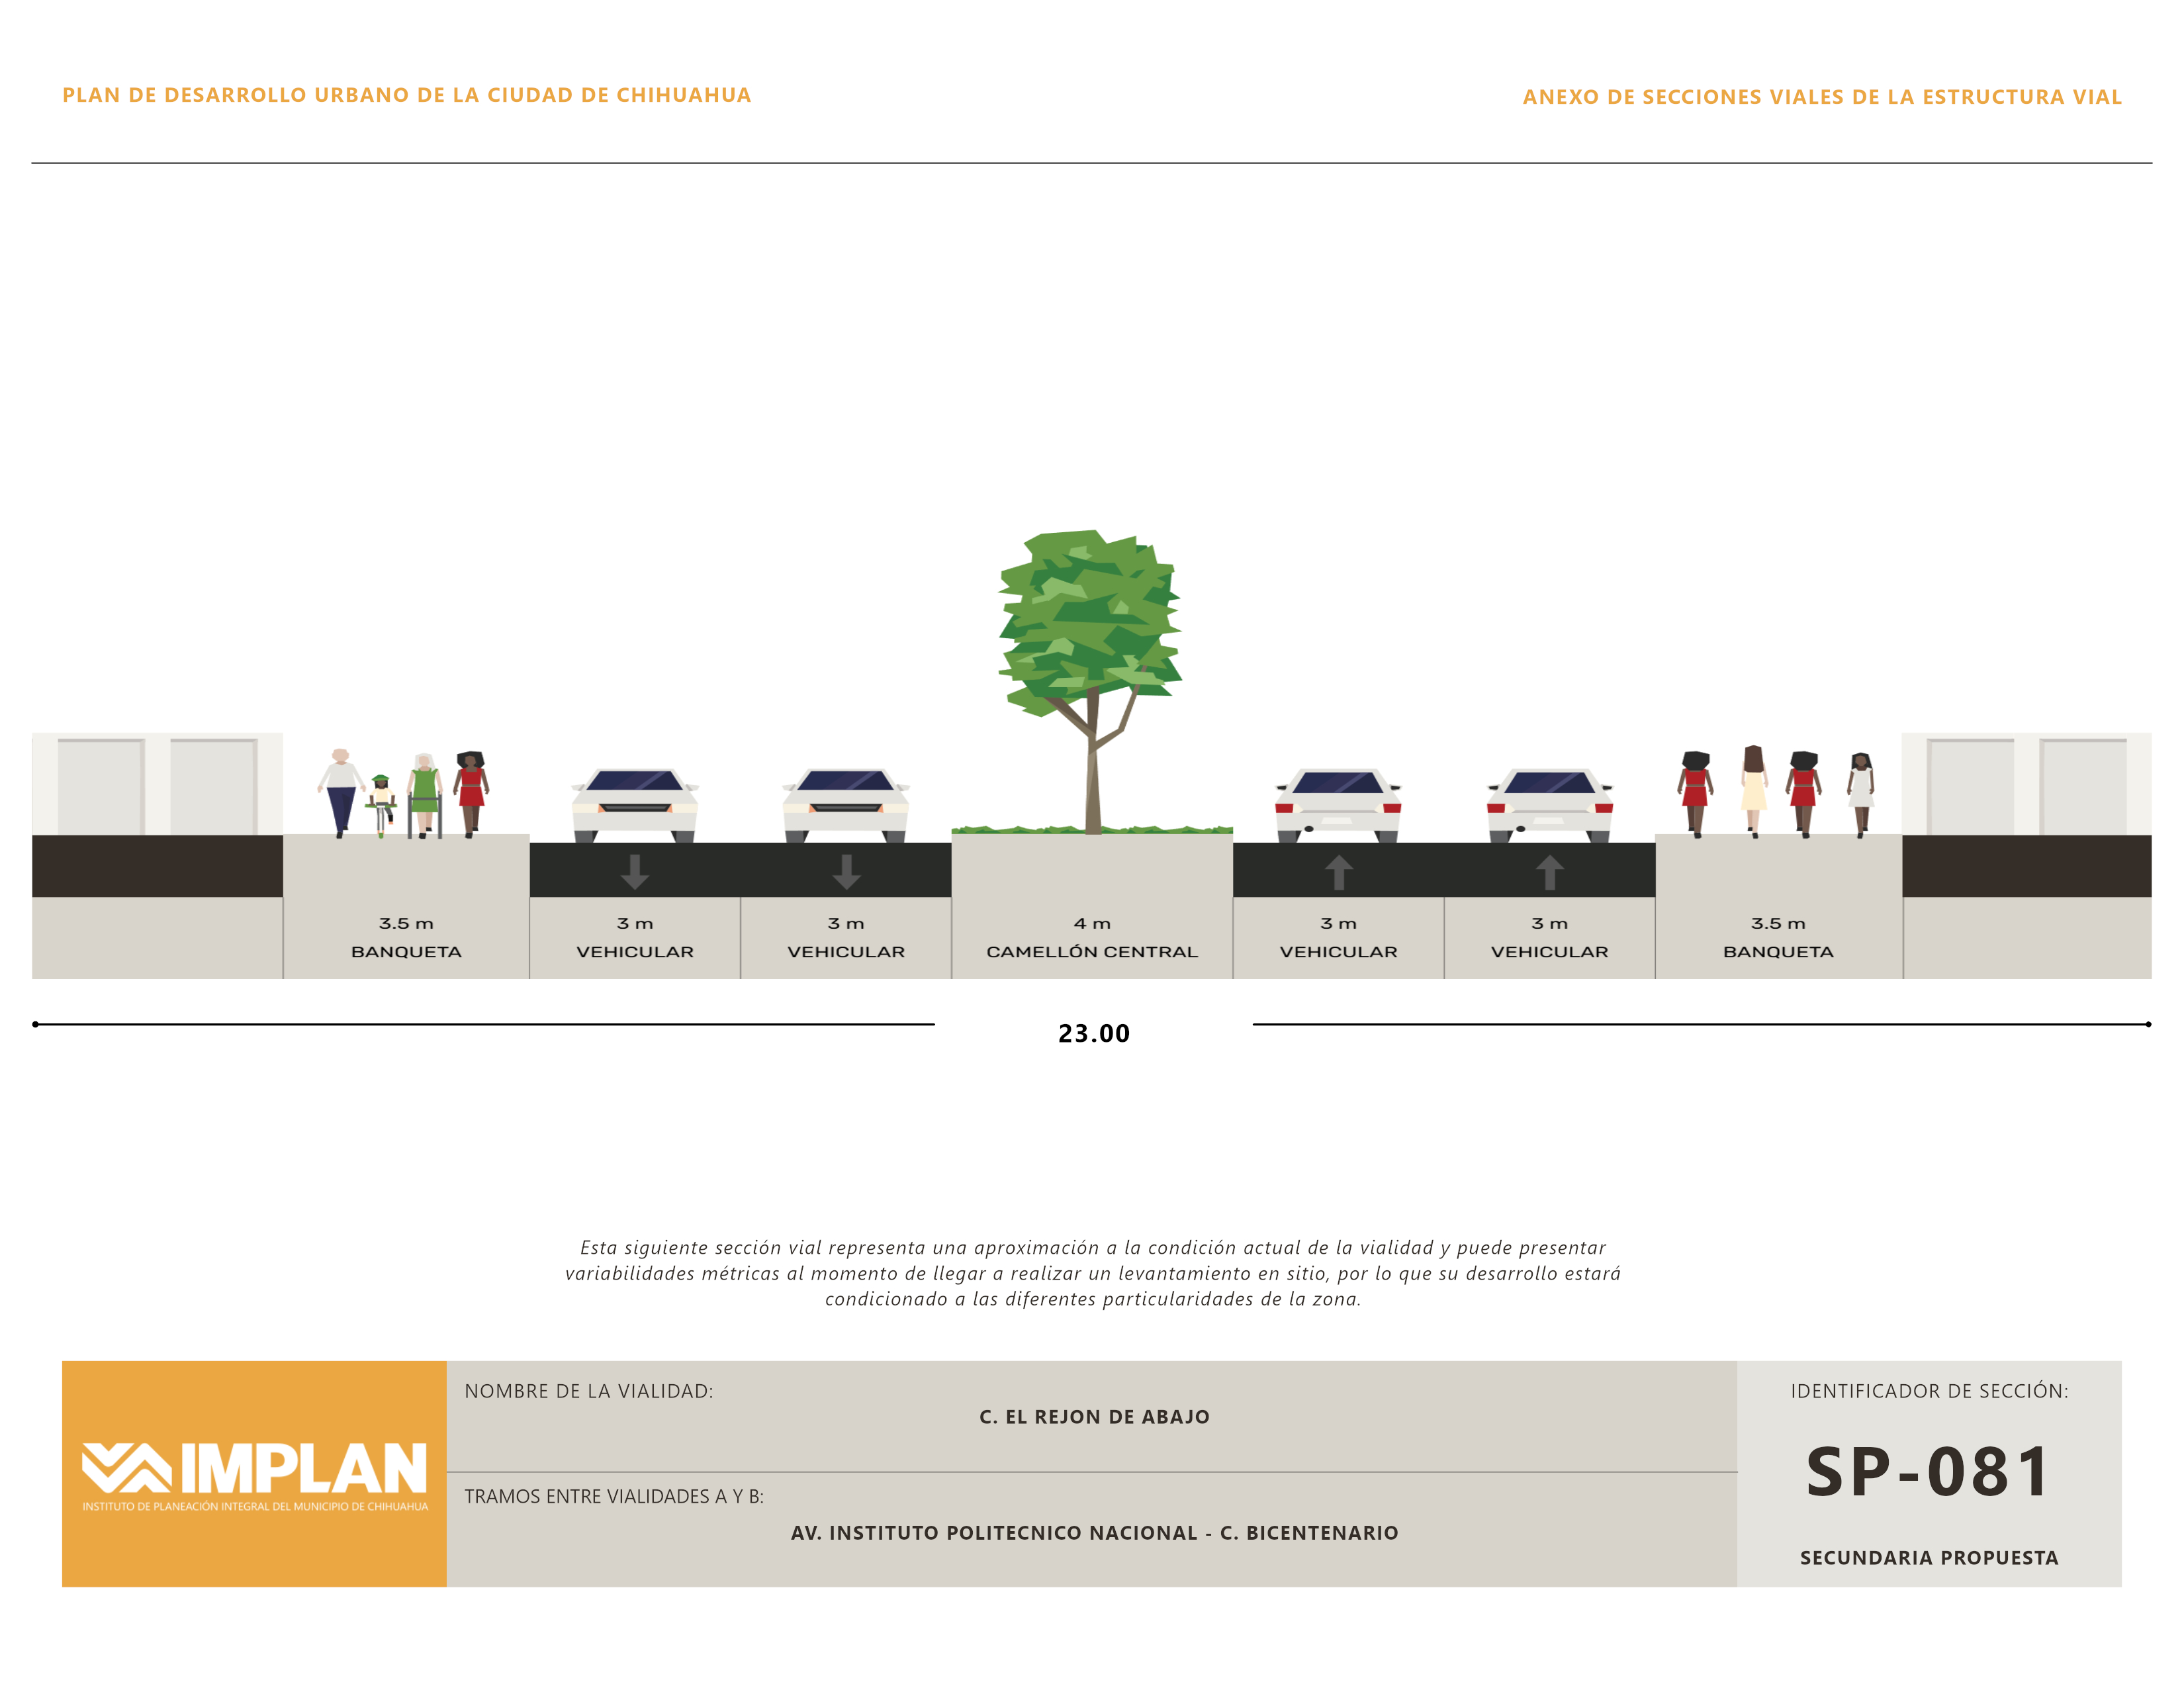 PLAN DE DESARROLLO URBANO DE LA CIUDAD DE CHIHUAHUA
ANEXO DE SECCIONES VIALES DE LA ESTRUCTURA VIAL
3.5 m
BANQUETA
3 m
VEHICULAR
3 m
VEHICULAR
4 m
CAMELLÓN CENTRAL
3 m
VEHICULAR
3 m
VEHICULAR
3.5 m
BANQUETA
23.00
Esta siguiente sección vial representa una aproximación a la condición actual de la vialidad y puede presentar
variabilidades métricas al momento de llegar a realizar un levantamiento en sitio, por lo que su desarrollo estará
condicionado a las diferentes particularidades de la zona.
IMPLAN
INSTITUTO DE PLANEACIÓN INTEGRAL DEL MUNICIPIO DE CHIHUAHUA
NOMBRE DE LA VIALIDAD:
C. EL REJON DE ABAJO
TRAMOS ENTRE VIALIDADES A Y B:
AV. INSTITUTO POLITECNICO NACIONAL - C. BICENTENARIO
IDENTIFICADOR DE SECCIÓN:
SP-081
SECUNDARIA PROPUESTA